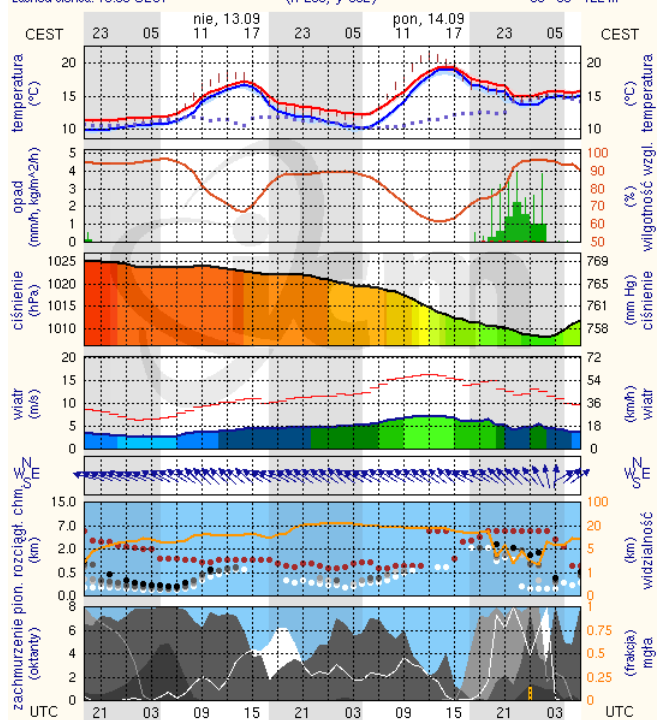 nie, 13.09 pon, 14.09
CEST 23 05 11 17 23 05 11 17 23 05 CEST
temperatura (°C) 20 15 10 20 15 10 temperatura (°C)
opad (mm/h, kg/m^2/h) 5 4 3 2 1 0 100 90 80 70 60 50 (%) wilgotność wzgl.
ciśnienie (hPa) 1025 1020 1015 1010 769 765 761 758 (mm Hg) ciśnienie
wiatr (m/s) 20 15 10 5 0 72 54 36 18 0 (km/h) wiatr
N W E S N W E S
pion. rozciągł. chm. (km) 15.0 7.0 2.0 0.5 0.0 100 20 5 1 0 (km) widzialność
zachmurzenie (oktanty) 8 6 4 2 0 1 0.75 0.5 0.25 0 (frakcja) mgła
UTC 21 03 09 15 21 03 09 15 21 03 UTC